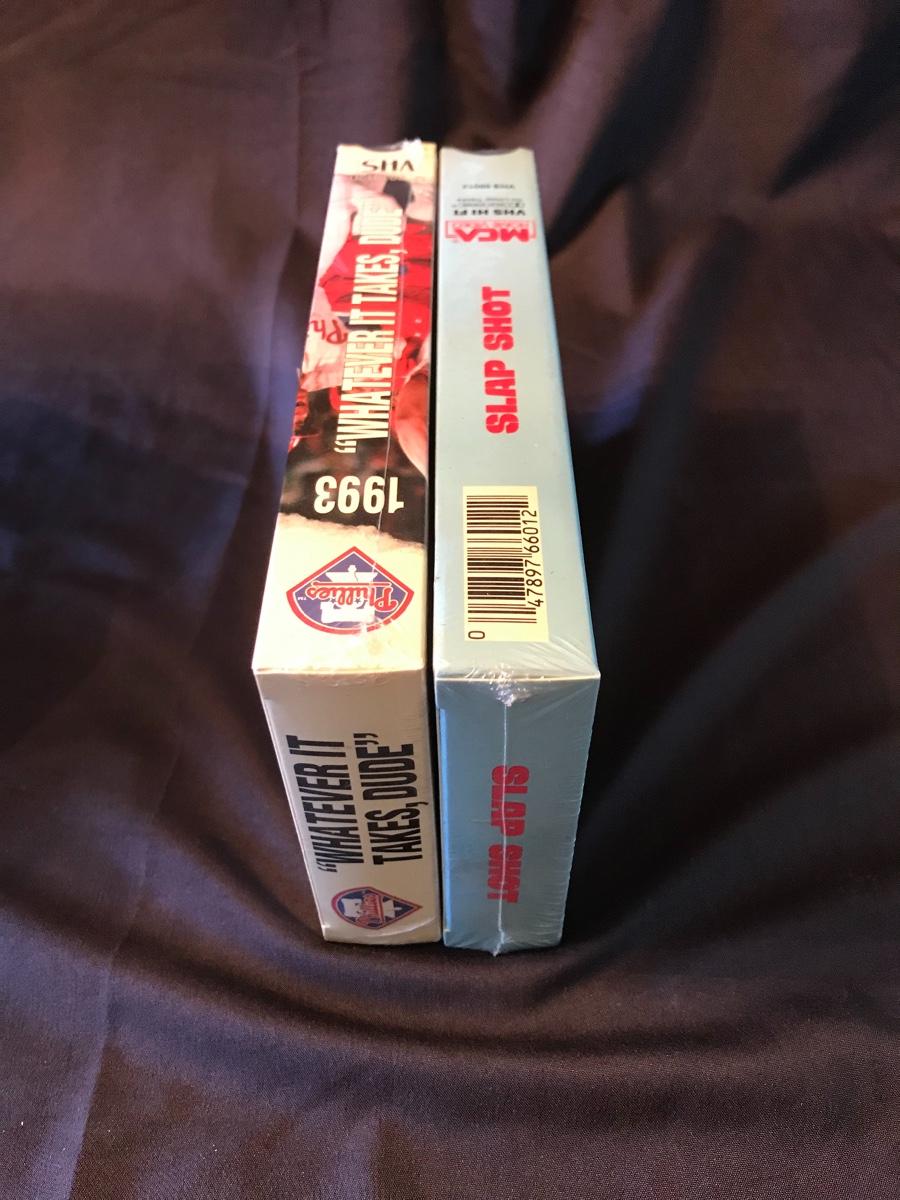 VHS
"WHATEVER IT TAKES, DUDE"
1993
Phillies
"WHATEVER IT
TAKES, DUDE"
Phillies
VHS HI FI
MCA
SLAP SHOT
0 47897 66012
SLAP SHOT